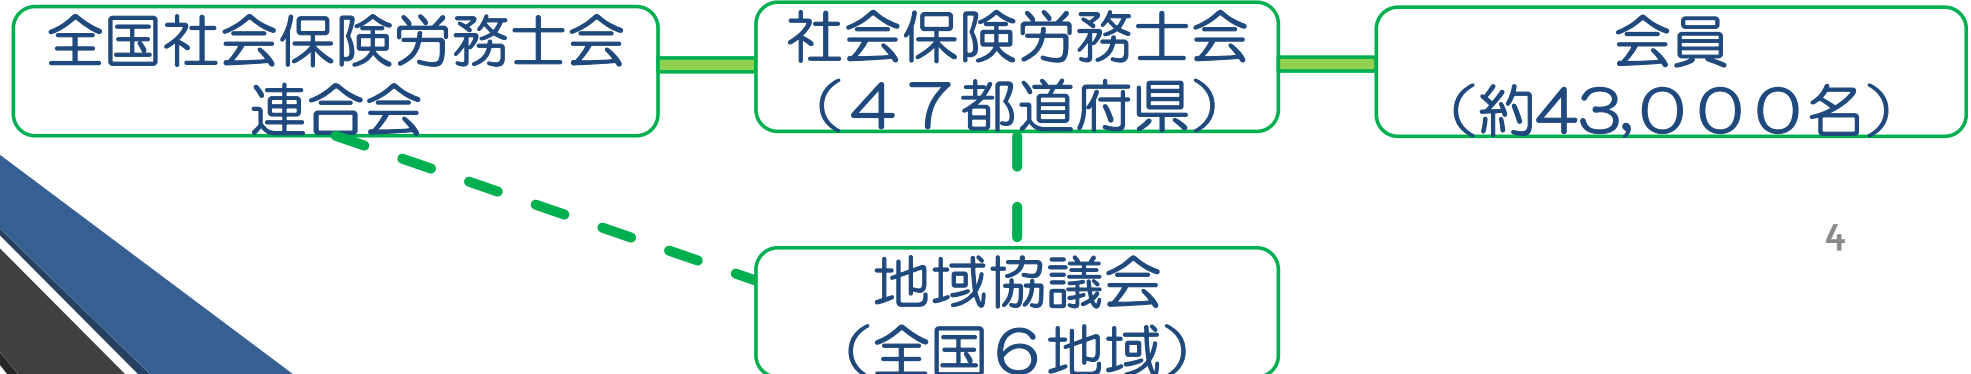 全国社会保険労務士会
連合会
社会保険労務士会
（４７都道府県）
会員
（約43,０００名）
4
地域協議会
（全国６地域）